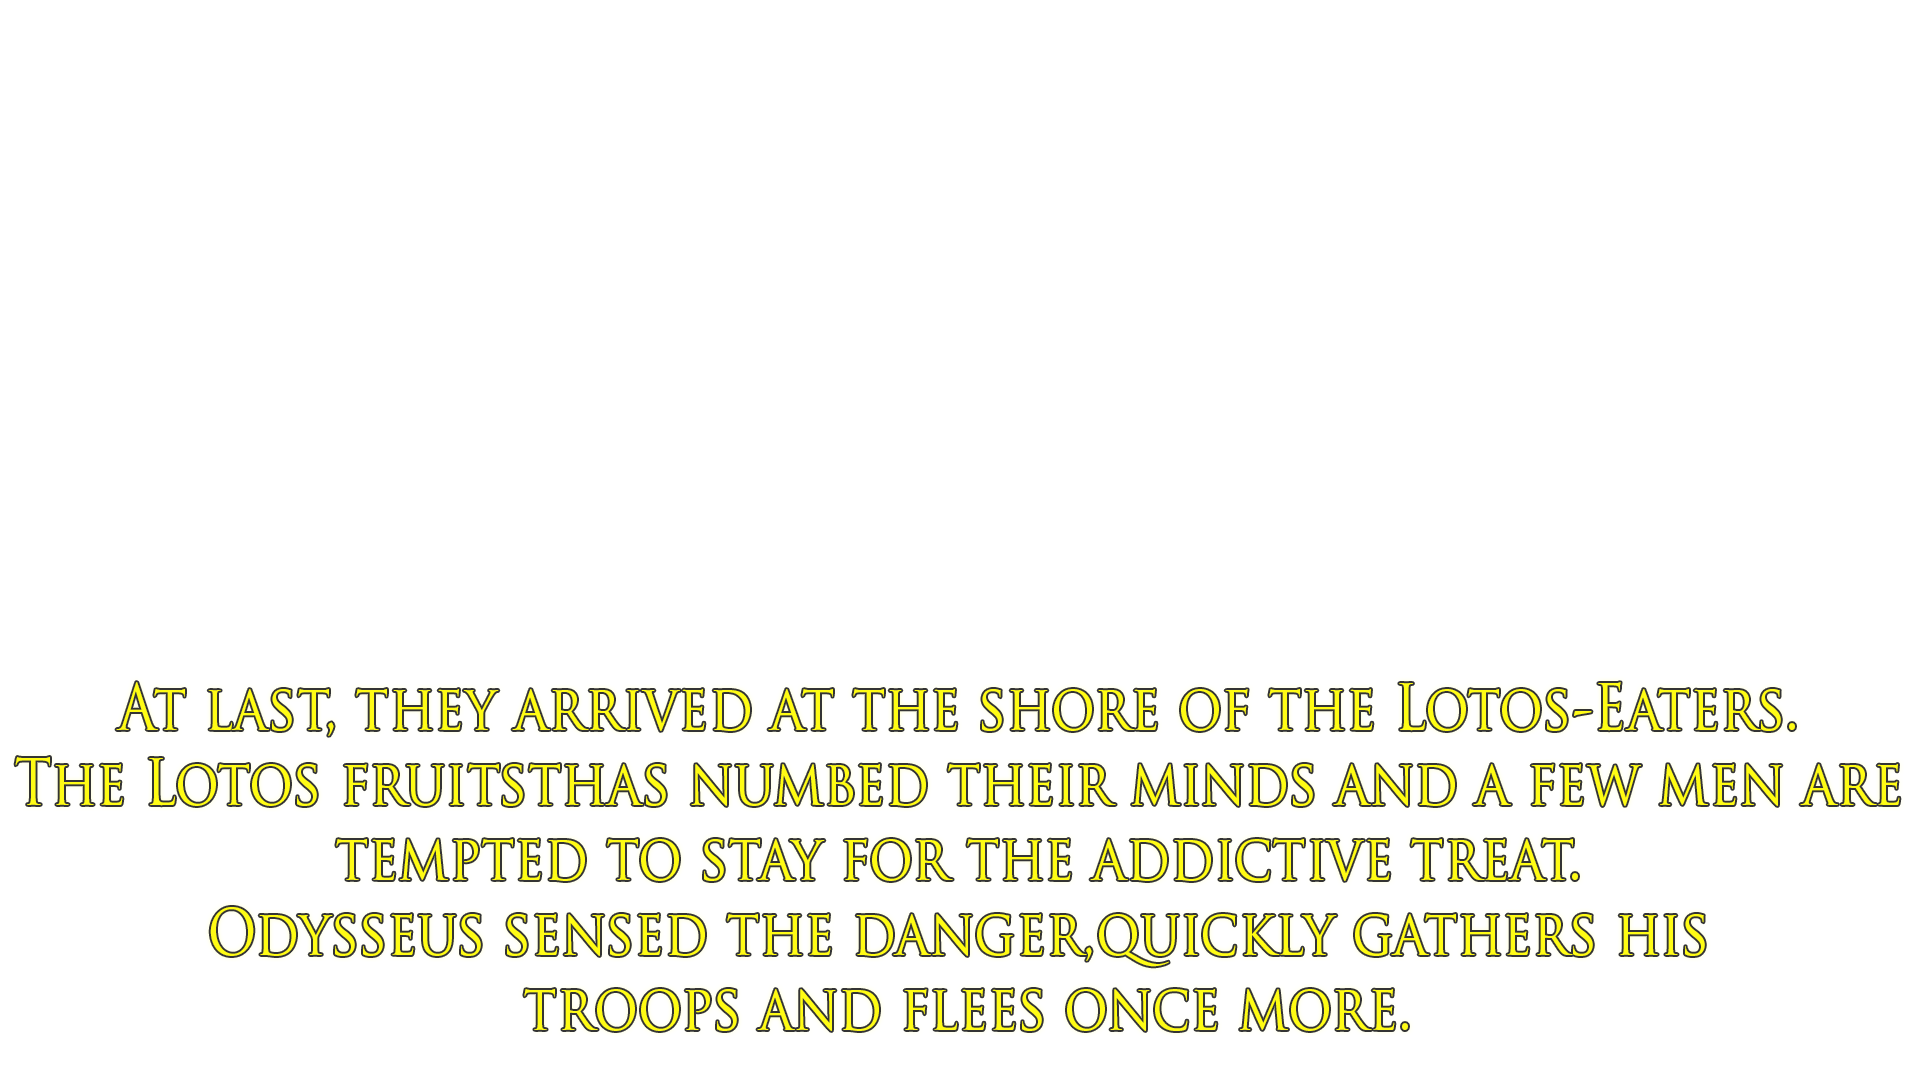 At last, they arrived at the shore of the Lotos-Eaters.
The Lotos fruitsthas numbed their minds and a few men are
tempted to stay for the addictive treat.
Odysseus sensed the danger,quickly gathers his
troops and flees once more.